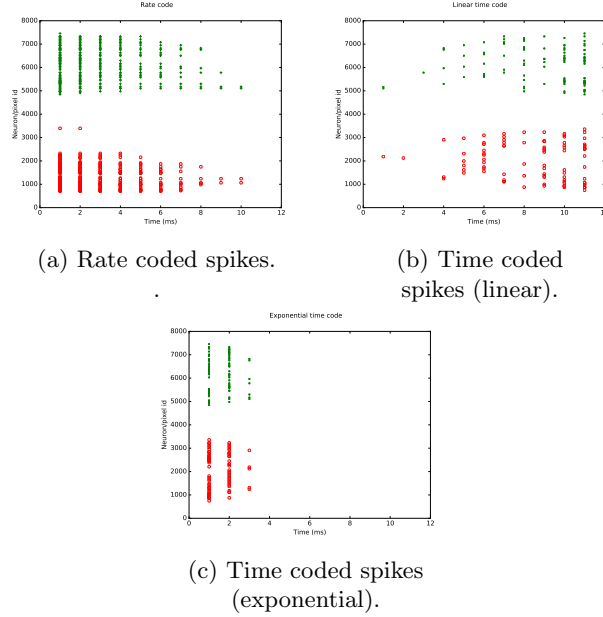 Rate code
8000
7000
6000
5000
4000
3000
2000
1000
0
Neuron/pixel id
0 2 4 6 8 10 12
Time (ms)
(a) Rate coded spikes.
.
Linear time code
8000
7000
6000
5000
4000
3000
2000
1000
0
Neuron/pixel id
0 2 4 6 8 10 12
Time (ms)
(b) Time coded
spikes (linear).
Exponential time code
8000
7000
6000
5000
4000
3000
2000
1000
0
Neuron/pixel id
0 2 4 6 8 10 12
Time (ms)
(c) Time coded spikes
(exponential).